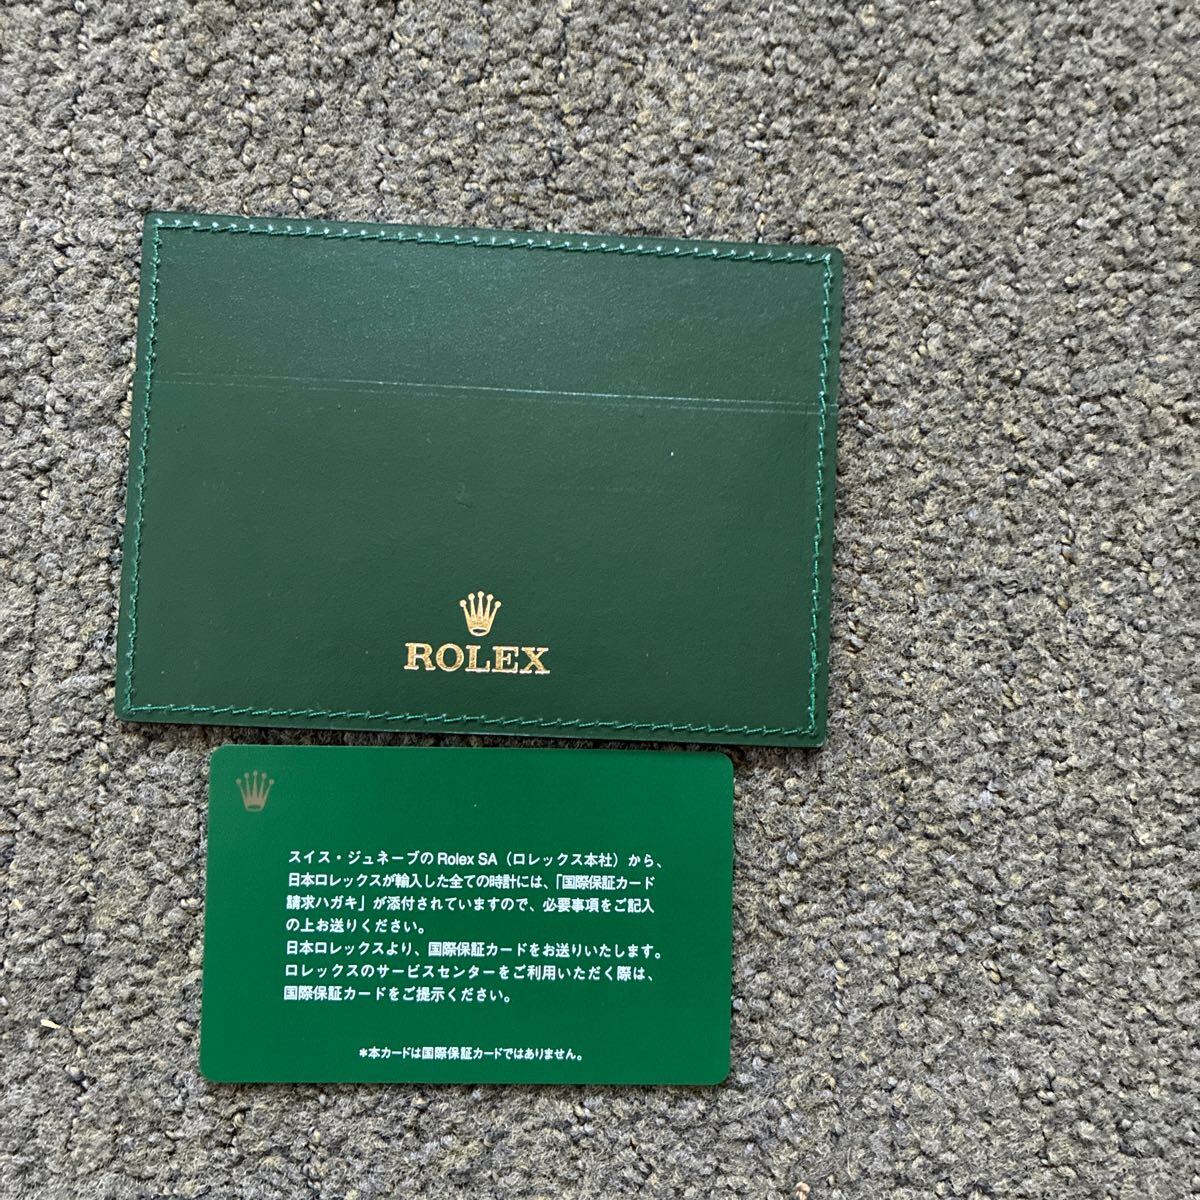 ROLEX
スイス・ジュネーブのRolex SA（ロレックス本社）から、
日本ロレックスが輸入した全ての時計には、「国際保証カード
請求ハガキ」が添付されていますので、必要事項をご記入
の上お送りください。
日本ロレックスより、国際保証カードをお送りいたします。
ロレックスのサービスセンターをご利用いただく際は、
国際保証カードをご提示ください。
＊本カードは国際保証カードではありません。